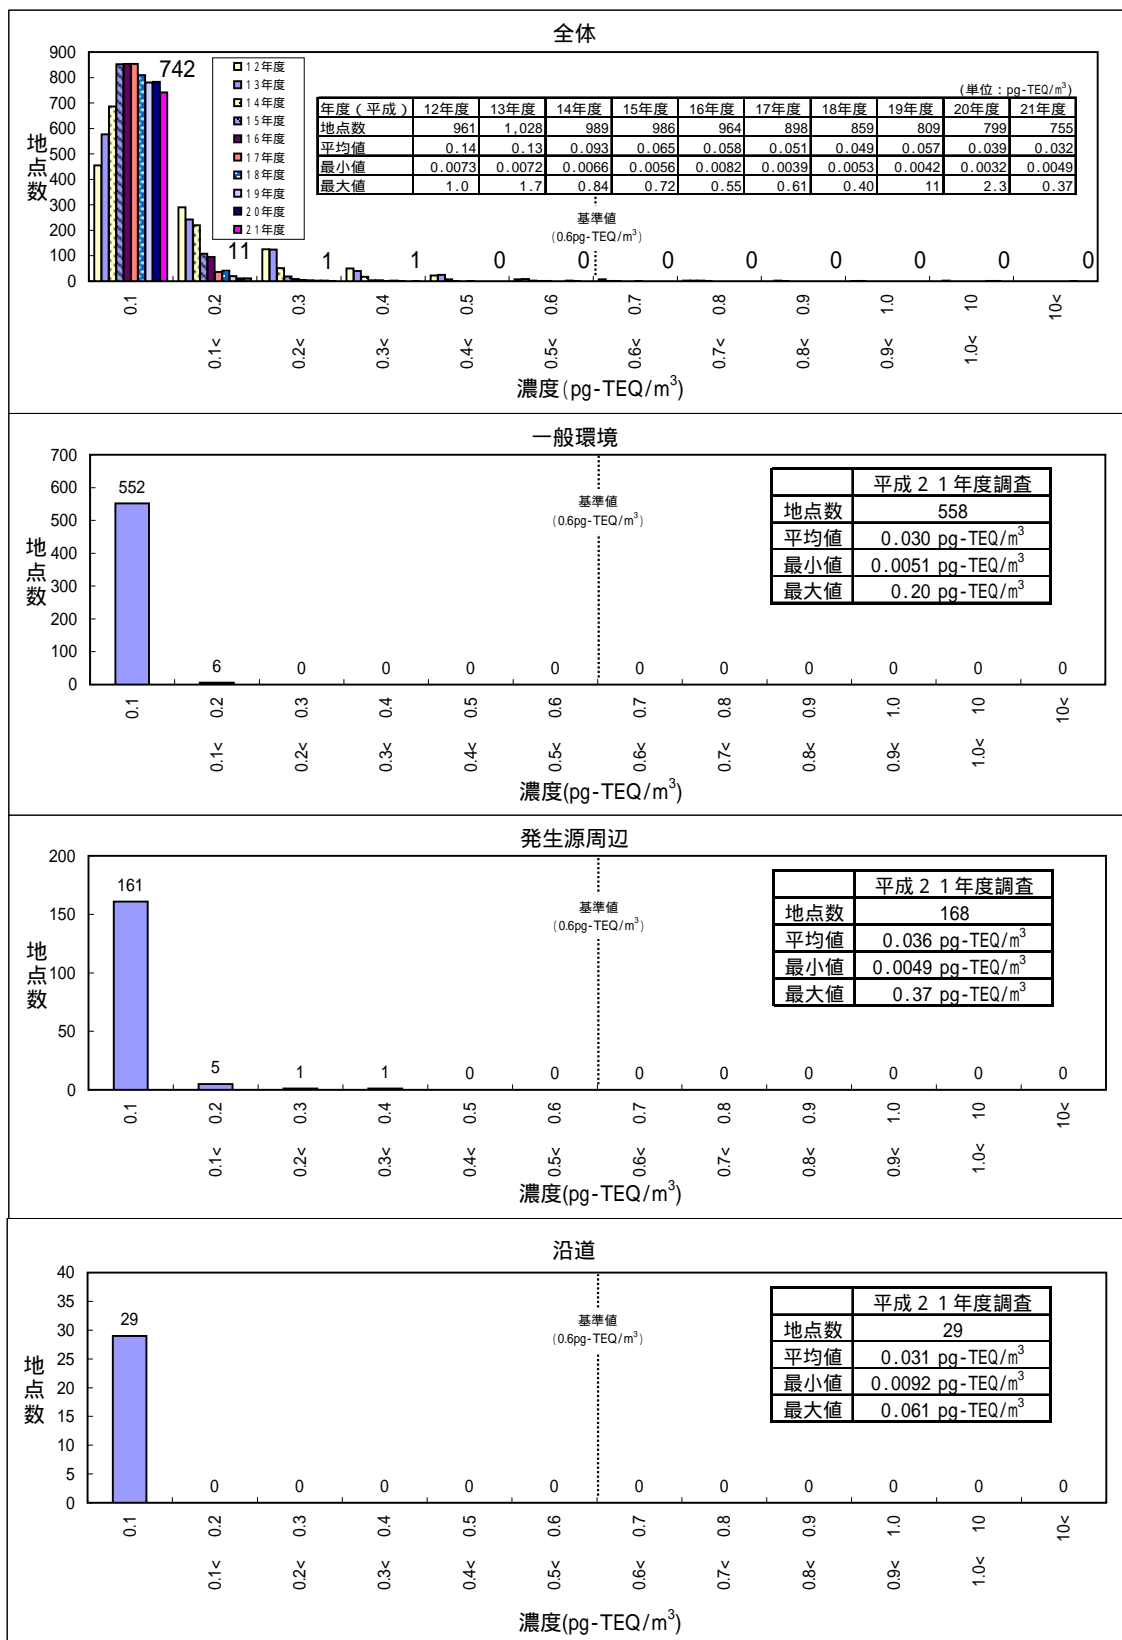 全体
900
800
700
600
500
400
300
200
100
0
地点数
742
11
1
1
0
0
0
0
0
0
0
0
12年度
13年度
14年度
15年度
16年度
17年度
18年度
19年度
20年度
21年度
(単位：pg-TEQ/m³)
年度(平成) 12年度 13年度 14年度 15年度 16年度 17年度 18年度 19年度 20年度 21年度
地点数 961 1,028 989 986 964 898 859 809 799 755
平均値 0.14 0.13 0.093 0.065 0.058 0.051 0.049 0.057 0.039 0.032
最小値 0.0073 0.0072 0.0066 0.0056 0.0082 0.0039 0.0053 0.0042 0.0032 0.0049
最大値 1.0 1.7 0.84 0.72 0.55 0.61 0.40 11 2.3 0.37
基準値
(0.6pg-TEQ/m³)
0.1 0.2 0.3 0.4 0.5 0.6 0.7 0.8 0.9 1.0 10 10<
0.1< 0.2< 0.3< 0.4< 0.5< 0.6< 0.7< 0.8< 0.9< 1.0<
濃度(pg-TEQ/m³)
一般環境
700
600
500
400
300
200
100
0
地点数
552 6 0 0 0 0 0 0 0 0 0 0
基準値
(0.6pg-TEQ/m³)
平成21年度調査
地点数 558
平均値 0.030 pg-TEQ/m³
最小値 0.0051 pg-TEQ/m³
最大値 0.20 pg-TEQ/m³
0.1 0.2 0.3 0.4 0.5 0.6 0.7 0.8 0.9 1.0 10 10<
0.1< 0.2< 0.3< 0.4< 0.5< 0.6< 0.7< 0.8< 0.9< 1.0<
濃度(pg-TEQ/m³)
発生源周辺
200
150
100
50
0
地点数
161 5 1 1 0 0 0 0 0 0 0 0
基準値
(0.6pg-TEQ/m³)
平成21年度調査
地点数 168
平均値 0.036 pg-TEQ/m³
最小値 0.0049 pg-TEQ/m³
最大値 0.37 pg-TEQ/m³
0.1 0.2 0.3 0.4 0.5 0.6 0.7 0.8 0.9 1.0 10 10<
0.1< 0.2< 0.3< 0.4< 0.5< 0.6< 0.7< 0.8< 0.9< 1.0<
濃度(pg-TEQ/m³)
沿道
40
35
30
25
20
15
10
5
0
地点数
29 0 0 0 0 0 0 0 0 0 0 0
基準値
(0.6pg-TEQ/m³)
平成21年度調査
地点数 29
平均値 0.031 pg-TEQ/m³
最小値 0.0092 pg-TEQ/m³
最大値 0.061 pg-TEQ/m³
0.1 0.2 0.3 0.4 0.5 0.6 0.7 0.8 0.9 1.0 10 10<
0.1< 0.2< 0.3< 0.4< 0.5< 0.6< 0.7< 0.8< 0.9< 1.0<
濃度(pg-TEQ/m³)